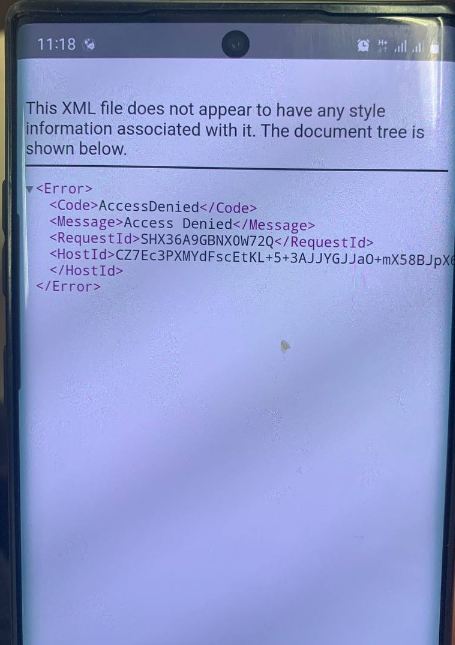 11:18
This XML file does not appear to have any style
information associated with it. The document tree is
shown below.
<Error>
<Code>AccessDenied</Code>
<Message>Access Denied</Message>
<RequestId>SHX36A9GBNX0W72Q</RequestId>
<HostId>CZ7Ec3PXMYdFscEtKL+5+3AJJYGJJaO+mX58BJpX6
</HostId>
</Error>